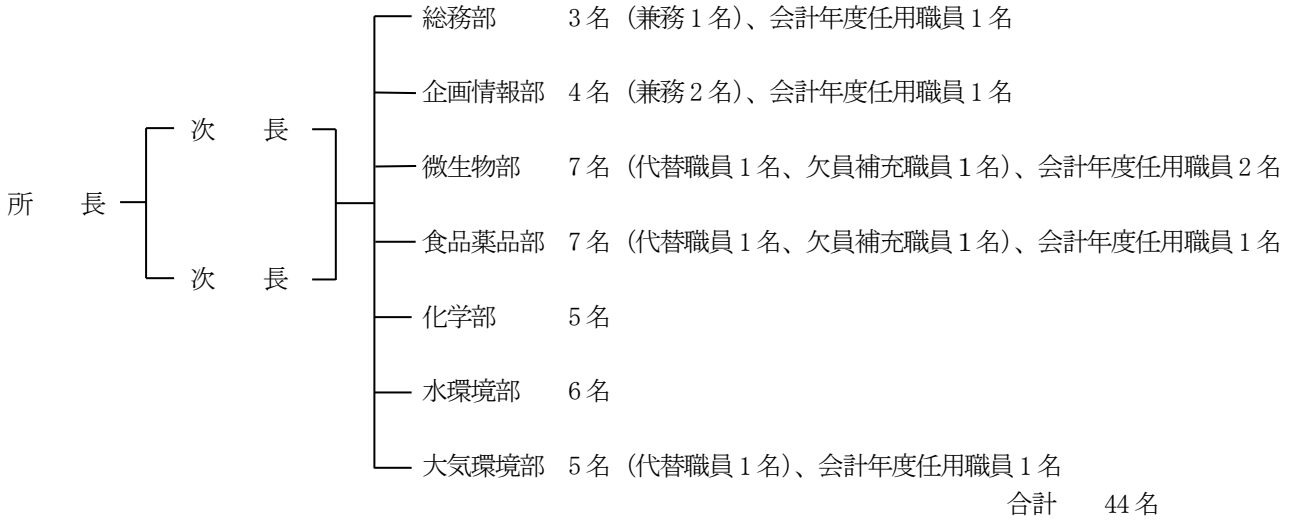 総務部 3名（兼務1名）、会計年度任用職員1名
企画情報部 4名（兼務2名）、会計年度任用職員1名
次　長
微生物部 7名（代替職員1名、欠員補充職員1名）、会計年度任用職員2名
所　長
食品薬品部 7名（代替職員1名、欠員補充職員1名）、会計年度任用職員1名
次　長
化学部 5名
水環境部 6名
大気環境部 5名（代替職員1名）、会計年度任用職員1名
合計 44名